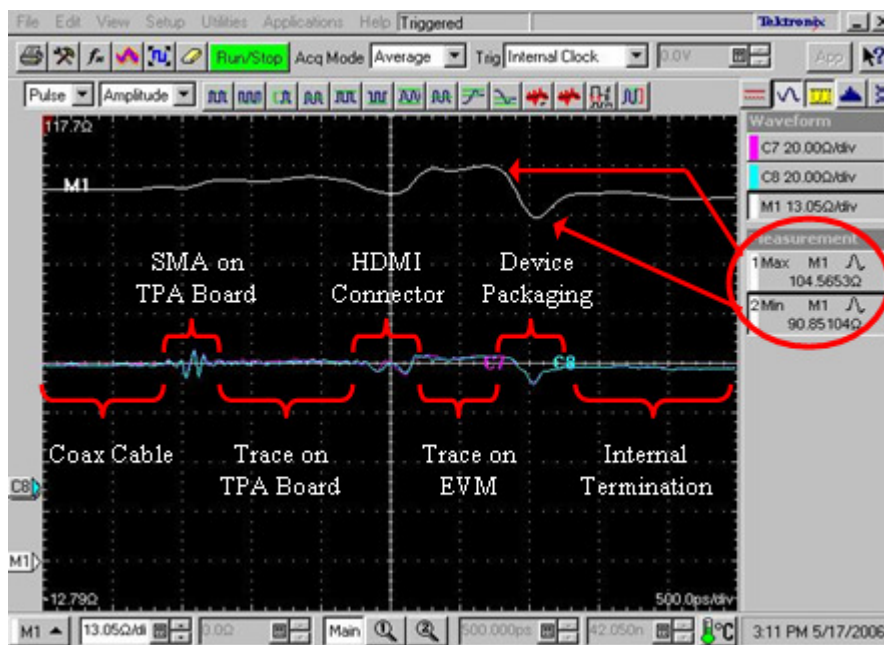 File Edit View Setup Utilities Applications Help Triggered Tektronix
Run/Stop Acq Mode Average Trig Internal Clock 0.0V App
Pulse Amplitude
117.7Ω
M1
Waveform
C7 20.00Ω/div
C8 20.00Ω/div
M1 13.05Ω/div
Measurement
1 Max M1
104.5653Ω
2 Min M1
90.85104Ω
SMA on
TPA Board
HDMI
Connector
Device
Packaging
C7 C8
Coax Cable
Trace on
TPA Board
Trace on
EVM
Internal
Termination
C8
M1
-12.79Ω
500.0ps/div
M1 13.05Ω/di 0.0Ω Main 1 2 500.000ps 42.050n °C 3:11 PM 5/17/2006